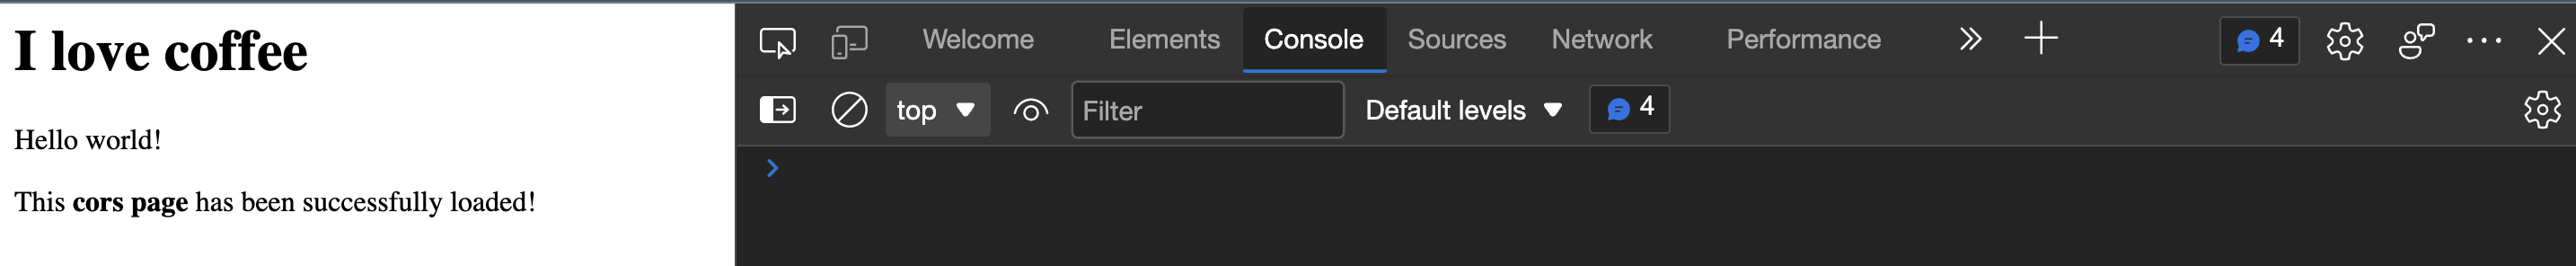 I love coffee
Hello world!
This cors page has been successfully loaded!
Welcome Elements Console Sources Network Performance 4
top Filter Default levels 4